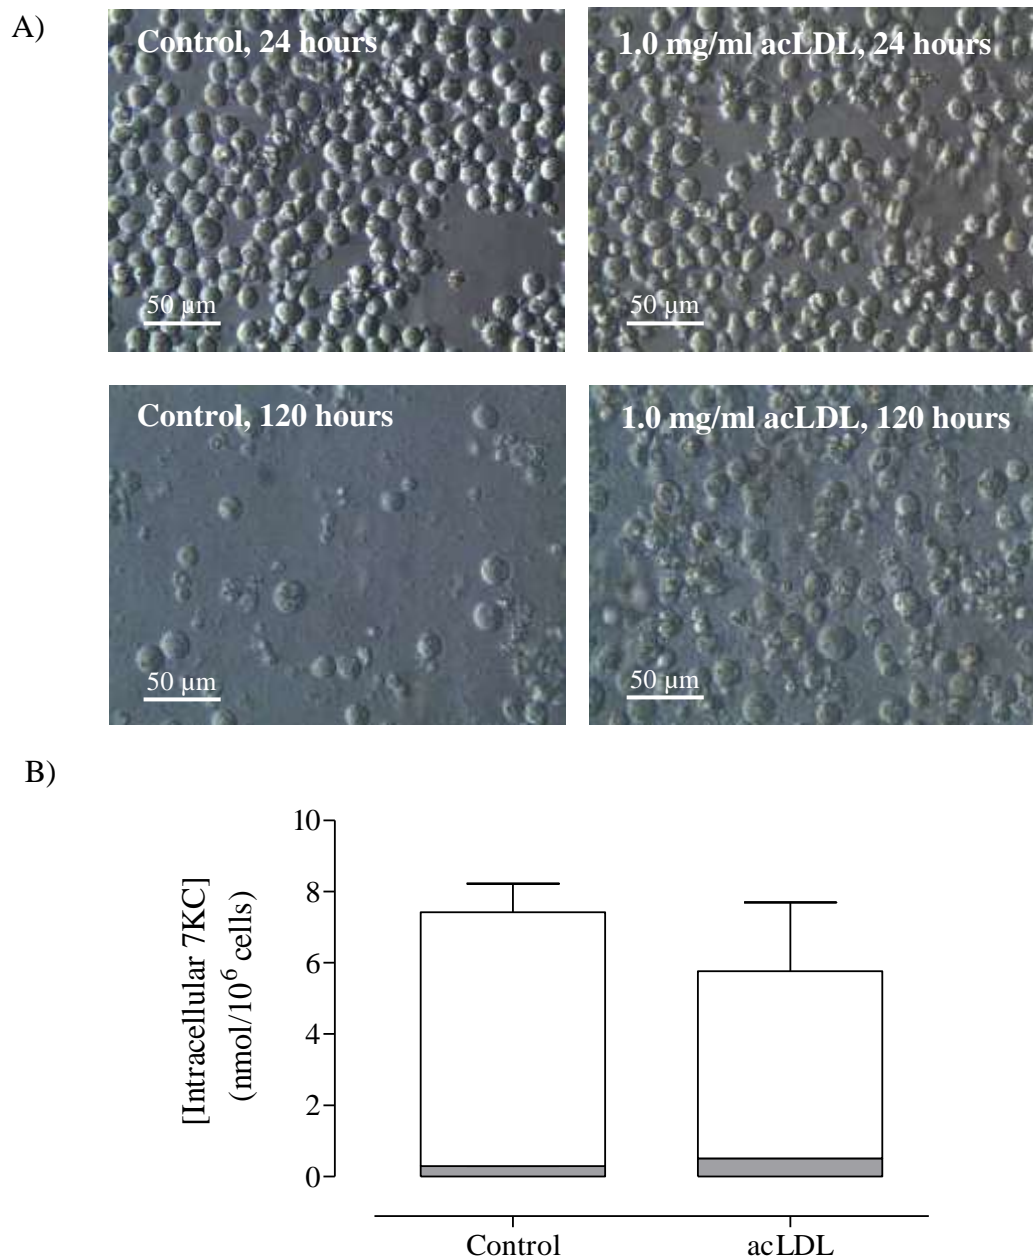 A)
Control, 24 hours
1.0 mg/ml acLDL, 24 hours
50 µm
50 µm
Control, 120 hours
1.0 mg/ml acLDL, 120 hours
50 µm
50 µm
B)
[Intracellular 7KC]
(nmol/10⁶ cells)
10
8
6
4
2
0
Control
acLDL